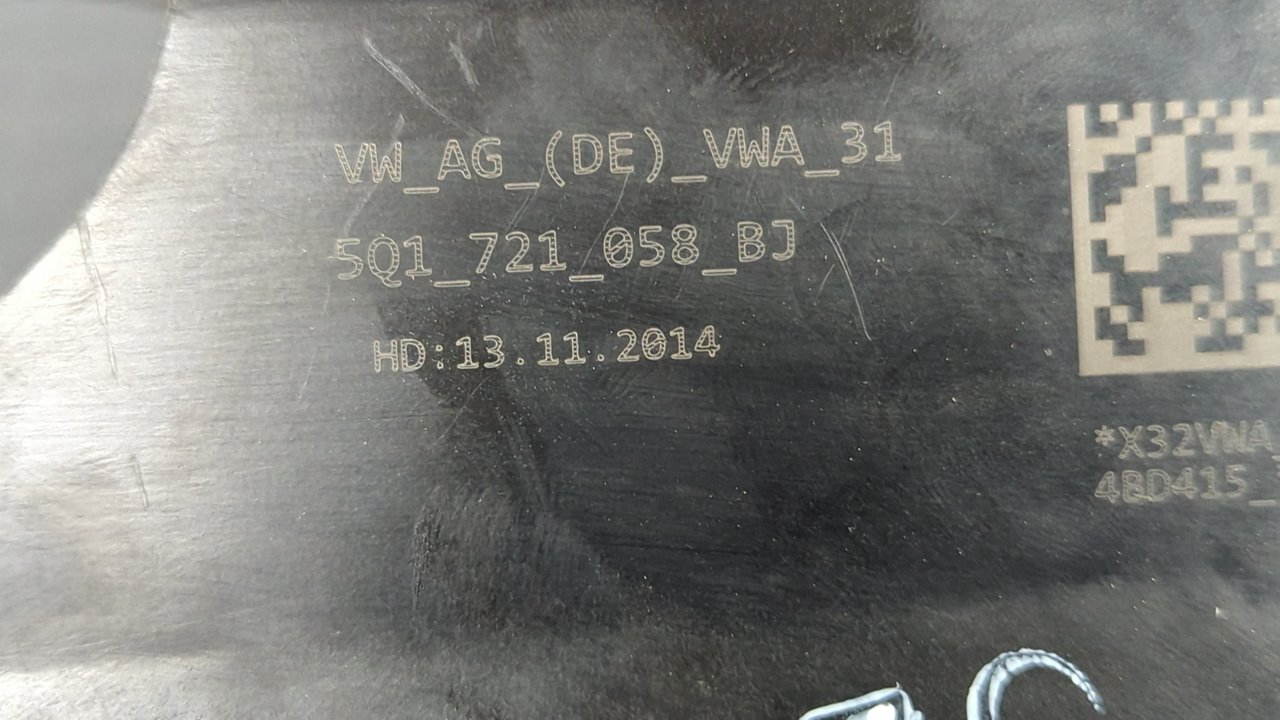 VW_AG_(DE)_VWA_31
5Q1_721_058_BJ
HD:13.11.2014
*X32VWA_
4BD415_